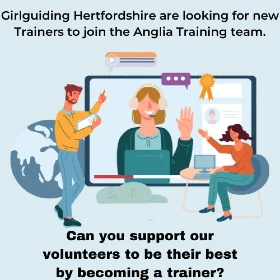 Girlguiding Hertfordshire are looking for new
Trainers to join the Anglia Training team.
Can you support our
volunteers to be their best
by becoming a trainer?